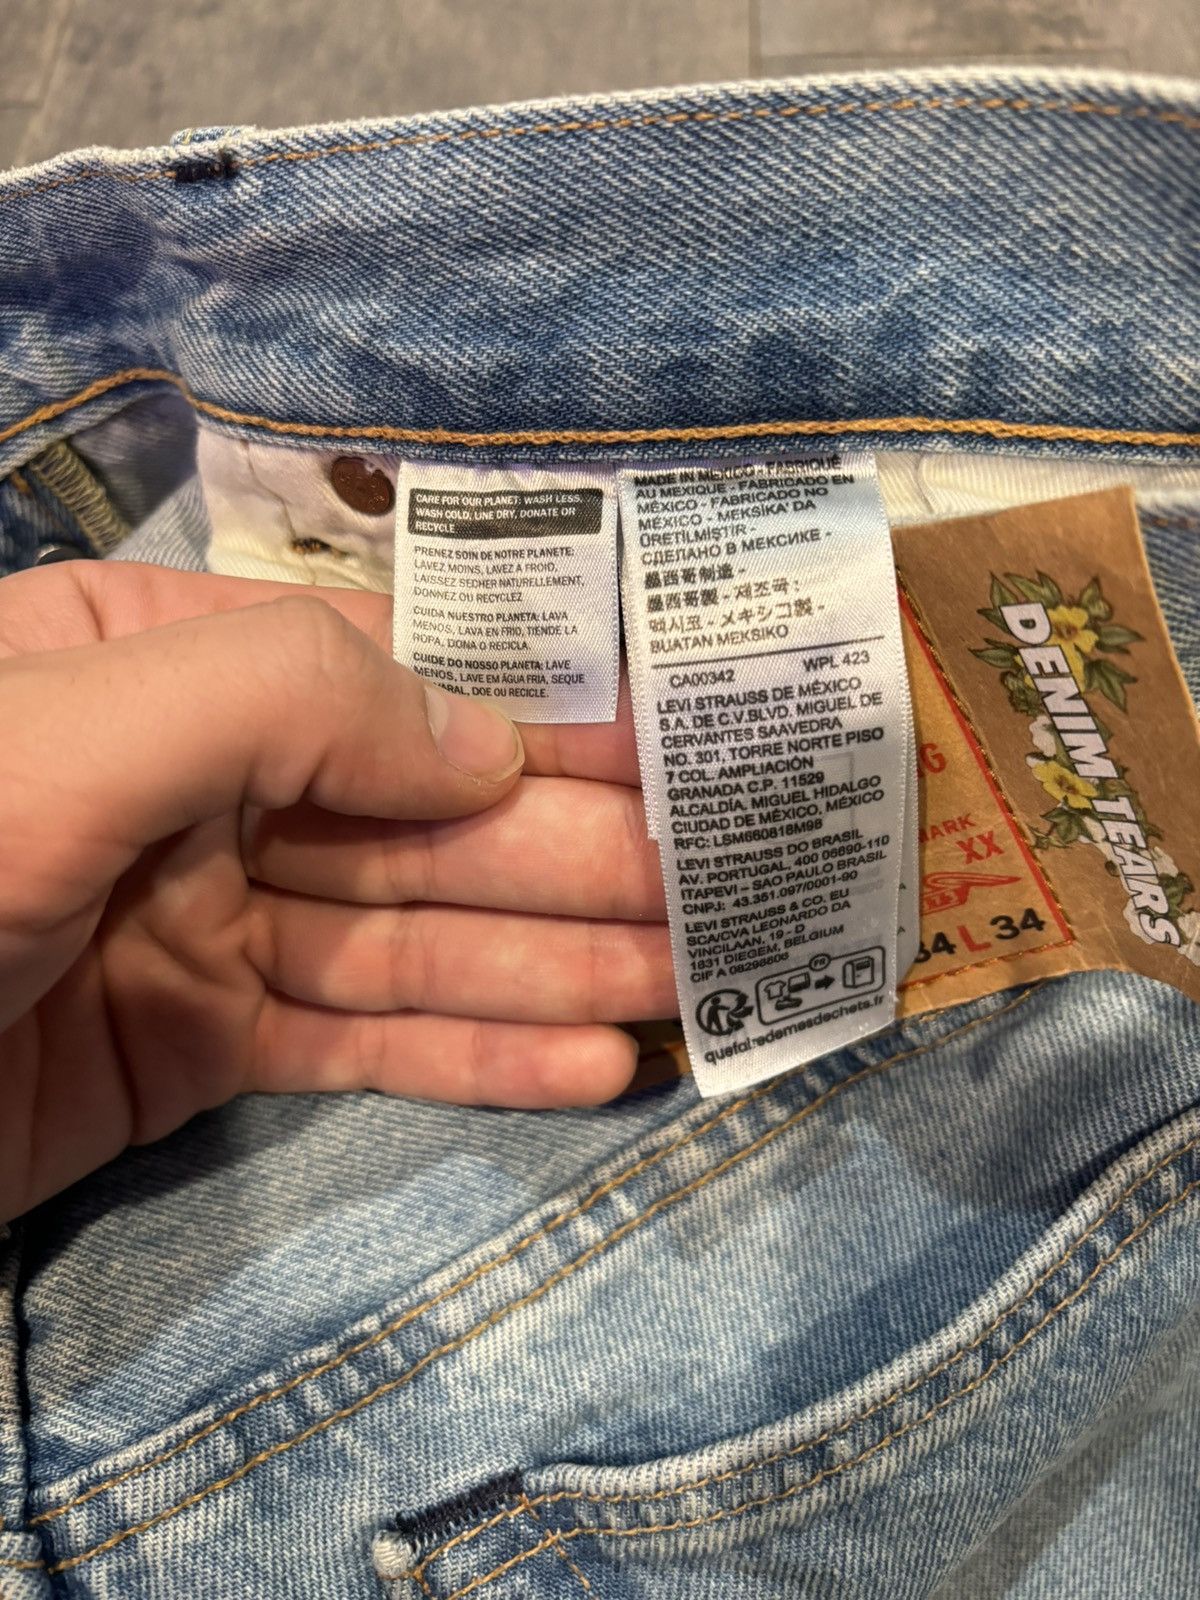 CARE FOR OUR PLANET: WASH LESS,
WASH COLD, LINE DRY, DONATE OR
RECYCLE
PRENEZ SOIN DE NOTRE PLANETE:
LAVEZ MOINS, LAVEZ A FROID,
LAISSEZ SECHER NATURELLEMENT,
DONNEZ OU RECYCLEZ
CUIDA NUESTRO PLANETA: LAVA
MENOS, LAVA EN FRIO, TIENDE LA
ROPA, DONA O RECICLA.
CUIDE DO NOSSO PLANETA: LAVE
MENOS, LAVE EM ÁGUA FRIA, SEQUE
VARAL, DOE OU RECICLE.
MADE IN MEXICO - FABRIQUÉ
AU MEXIQUE - FABRICADO EN
MÉXICO - FABRICADO NO
MÉXICO - MEKSİKA' DA
ÜRETİLMİŞTİR -
СДЕЛАНО В МЕКСИКЕ -
墨西哥制造 -
墨西哥製 - 제조국 :
멕시코 - メキシコ製 -
BUATAN MEKSIKO
CA00342 WPL 423
LEVI STRAUSS DE MÉXICO
S.A. DE C.V.BLVD. MIGUEL DE
CERVANTES SAAVEDRA
NO. 301, TORRE NORTE PISO
7 COL. AMPLIACIÓN
GRANADA C.P. 11529
ALCALDÍA. MIGUEL HIDALGO
CIUDAD DE MÉXICO, MÉXICO
RFC: LSM660818M98
LEVI STRAUSS DO BRASIL
AV. PORTUGAL, 400 06690-110
ITAPEVI – SAO PAULO BRASIL
CNPJ: 43.351.097/0001-90
LEVI STRAUSS & CO. EU
SCA/CVA LEONARDO DA
VINCILAAN, 19 - D
1831 DIEGEM, BELGIUM
CIF A 08298606
FR
quefairedemesdechets.fr
DENIM TEARS
MARK
XX
34 L 34